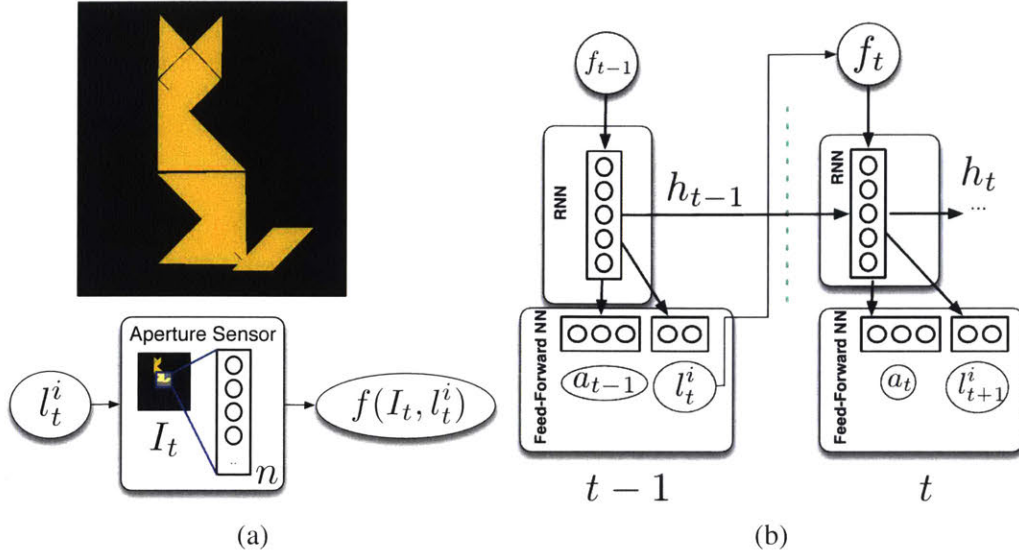 Aperture Sensor
l_t^i
I_t
..
n
f(I_t, l_t^i)
(a)
f_{t-1}
f_t
RNN
h_{t-1}
RNN
h_t
...
Feed-Forward NN
a_{t-1}
l_t^i
Feed-Forward NN
a_t
l_{t+1}^i
t − 1
t
(b)